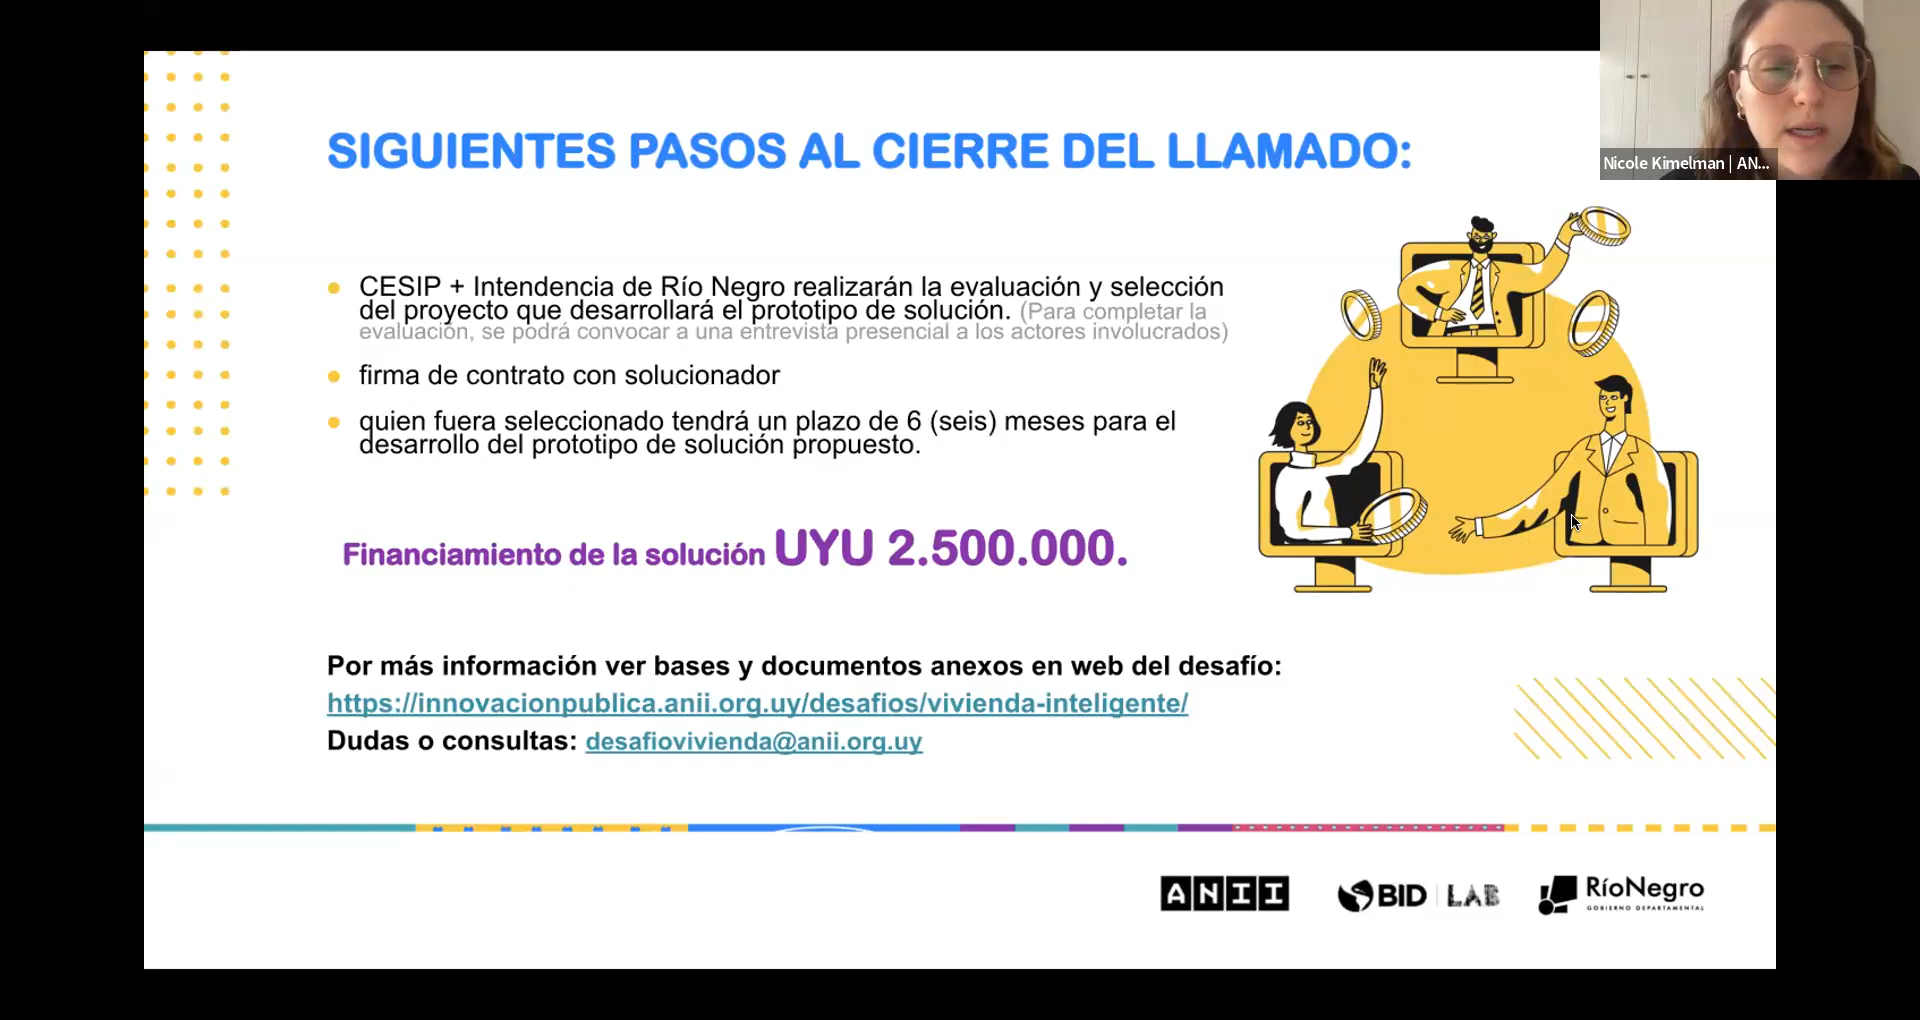 SIGUIENTES PASOS AL CIERRE DEL LLAMADO:
Nicole Kimelman | AN...
CESIP + Intendencia de Río Negro realizarán la evaluación y selección
del proyecto que desarrollará el prototipo de solución. (Para completar la
evaluación, se podrá convocar a una entrevista presencial a los actores involucrados)
firma de contrato con solucionador
quien fuera seleccionado tendrá un plazo de 6 (seis) meses para el
desarrollo del prototipo de solución propuesto.
Financiamiento de la solución UYU 2.500.000.
Por más información ver bases y documentos anexos en web del desafío:
https://innovacionpublica.anii.org.uy/desafios/vivienda-inteligente/
Dudas o consultas: desafiovivienda@anii.org.uy
ANII
BID | LAB
RíoNegro
GOBIERNO DEPARTAMENTAL